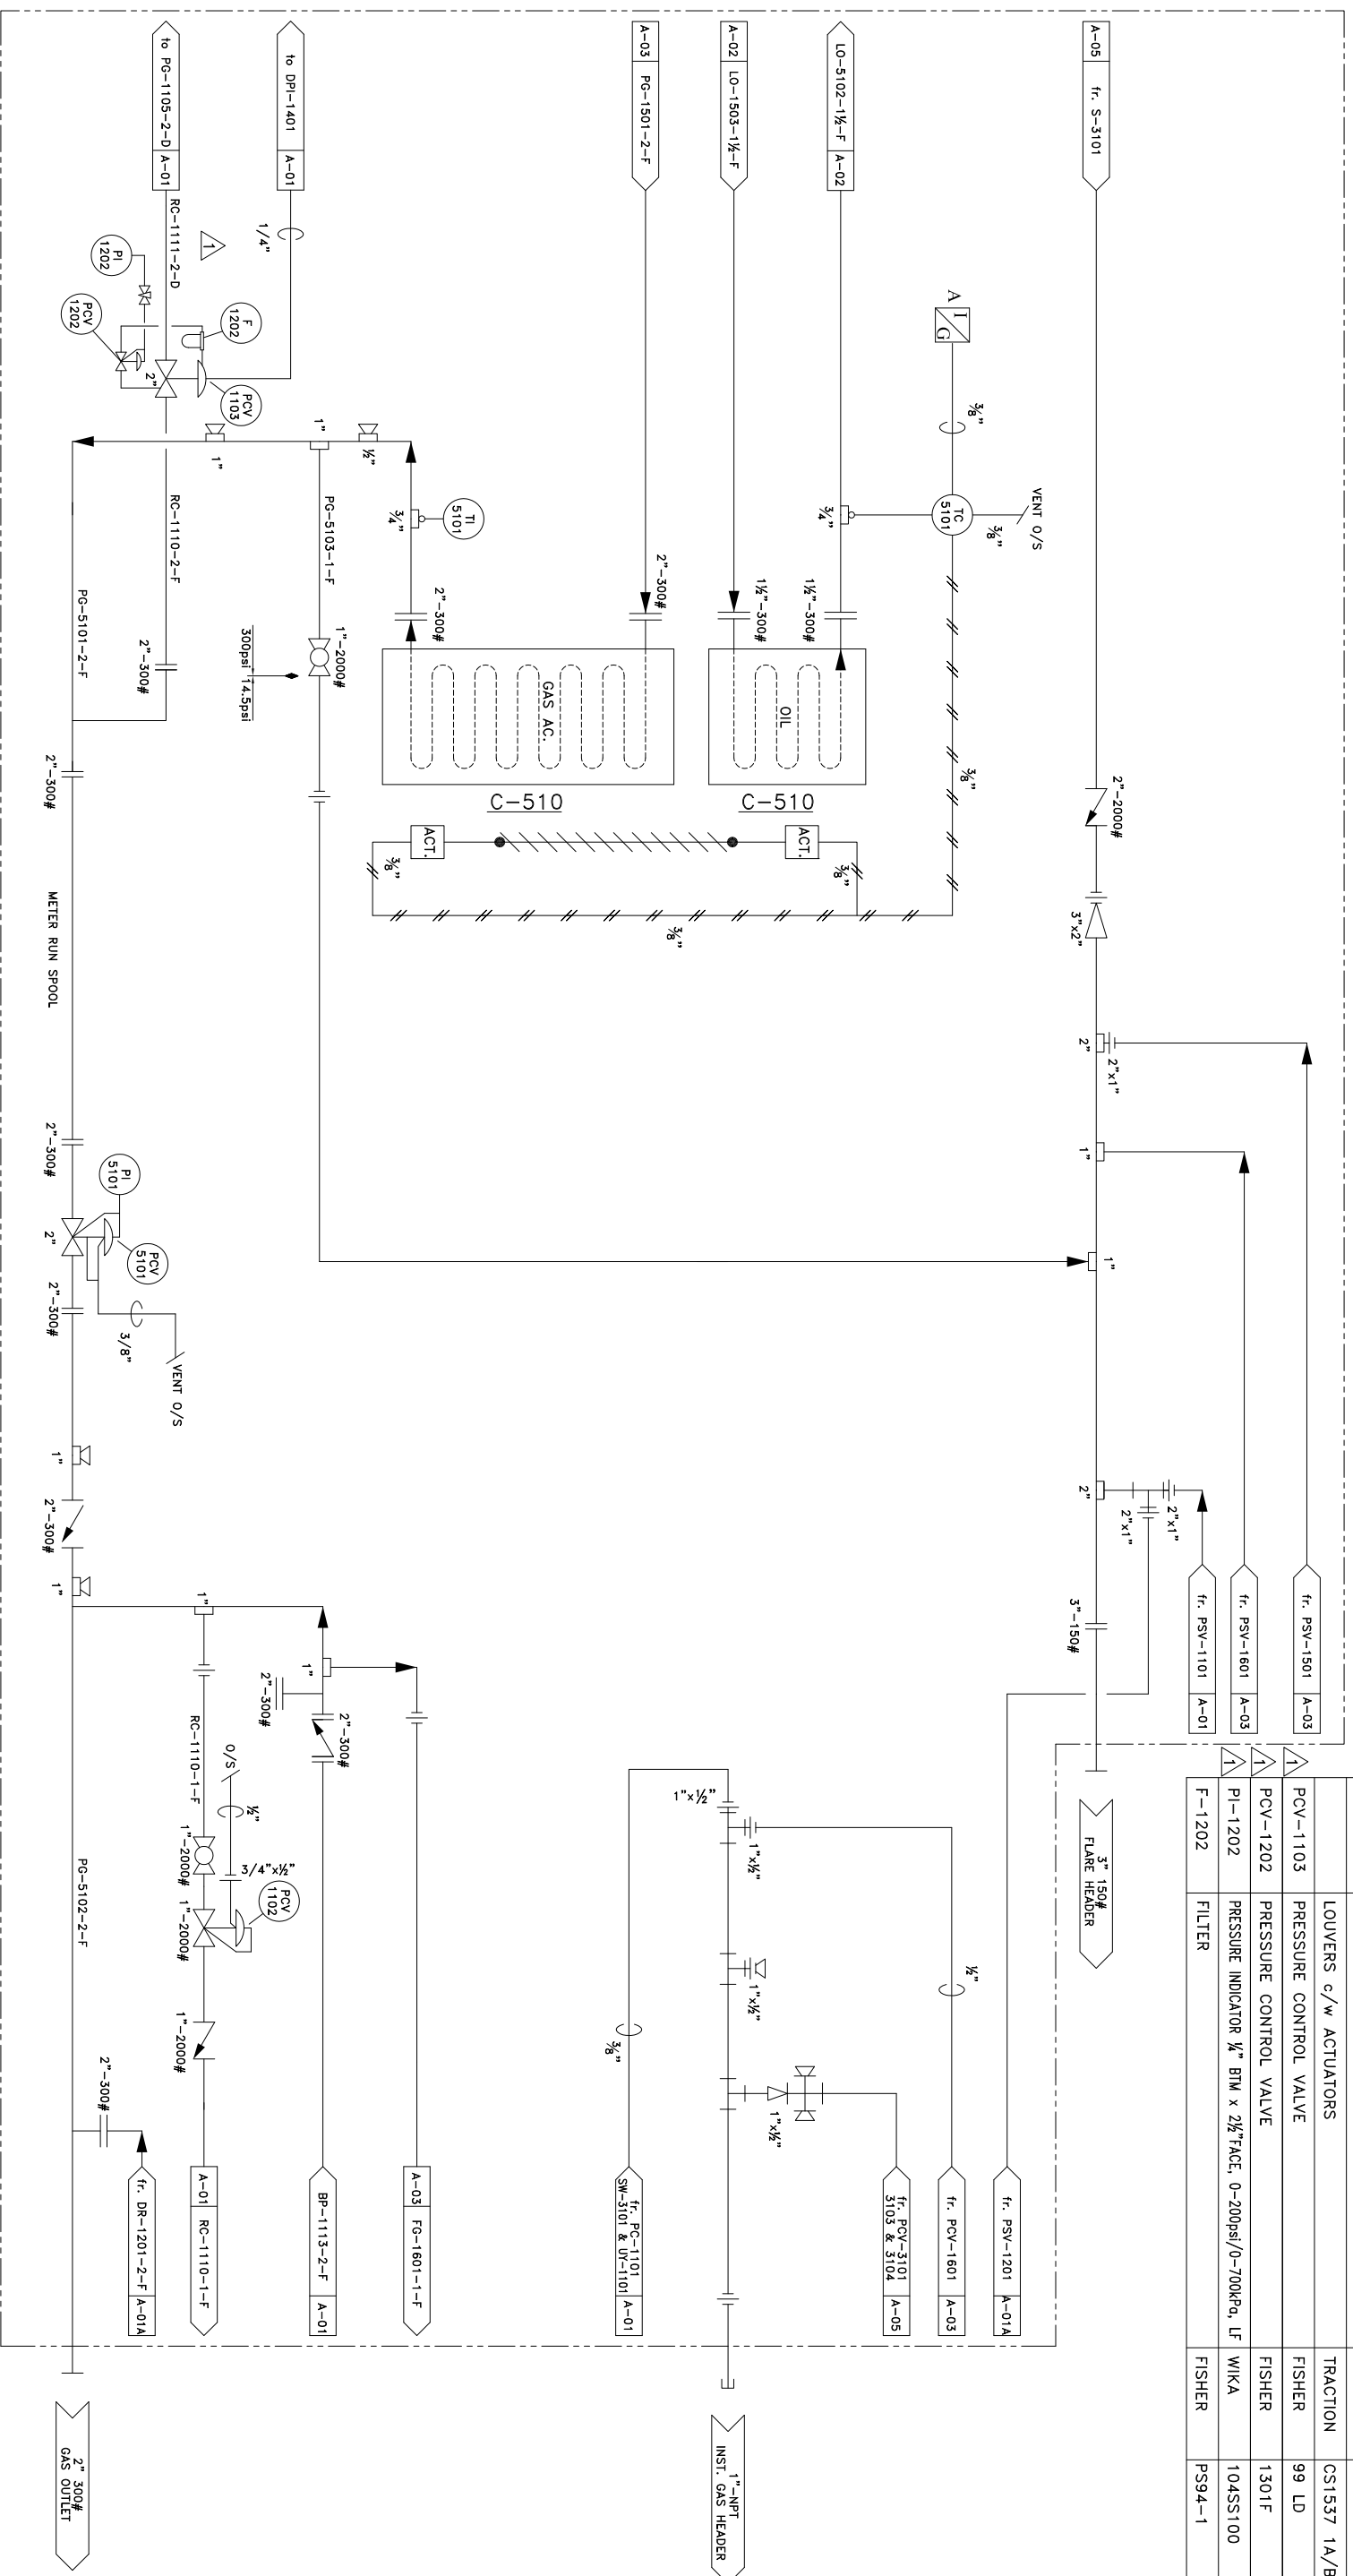 LOUVERS c/w ACTUATORS
TRACTION
CS1537 1A/B
1
PCV-1103
PRESSURE CONTROL VALVE
FISHER
99 LD
1
PCV-1202
PRESSURE CONTROL VALVE
FISHER
1301F
1
PI-1202
PRESSURE INDICATOR ¼" BTM x 2½"FACE, 0-200psi/0-700kPa, LF
WIKA
104SS100
F-1202
FILTER
FISHER
PS94-1
fr. PSV-1501
A-03
fr. PSV-1601
A-03
fr. PSV-1101
A-01
A-05
fr. S-3101
2"-2000#
3"x2"
2"
2"x1"
1"
1"
2"
2"x1"
2"x1"
3"-150#
3" 150#
FLARE HEADER
VENT O/S
3/8"
A
I
G
3/8"
TC
5101
3/8"
3/8"
3/8"
3/8"
LO-5102-1½-F
A-02
3/4"
1½"-300#
A-02
LO-1503-1½-F
1½"-300#
OIL
C-510
ACT.
A-03
PG-1501-2-F
2"-300#
GAS AC.
C-510
ACT.
TI
5101
3/4"
2"-300#
½"
1"
PG-5103-1-F
1"-2000#
300psi
14.5psi
1"
to DPI-1401
A-01
1/4"
1
to PG-1105-2-D
A-01
RC-1111-2-D
F
1202
PCV
1103
PI
1202
PCV
1202
2"
RC-1110-2-F
2"-300#
PG-5101-2-F
2"-300#
METER RUN SPOOL
2"-300#
PI
5101
PCV
5101
2"
2"-300#
3/8"
VENT O/S
1"
2"-300#
1"
fr. PSV-1201
A-01A
½"
fr. PCV-1601
A-03
fr. PCV-3101
3103 & 3104
A-05
1"x½"
1"x½"
1"x½"
1"x½"
3/8"
fr. PC-1101
SW-3101 & UY-1101
A-01
1"-NPT
INST. GAS HEADER
A-03
FG-1601-1-F
1"
2"-300#
2"-300#
BP-1113-2-F
A-01
1"
RC-1110-1-F
O/S
½"
3/4"x½"
PCV
1102
1"-2000#
1"-2000#
1"-2000#
A-01
RC-1110-1-F
2"-300#
fr. DR-1201-2-F
A-01A
PG-5102-2-F
2" 300#
GAS OUTLET